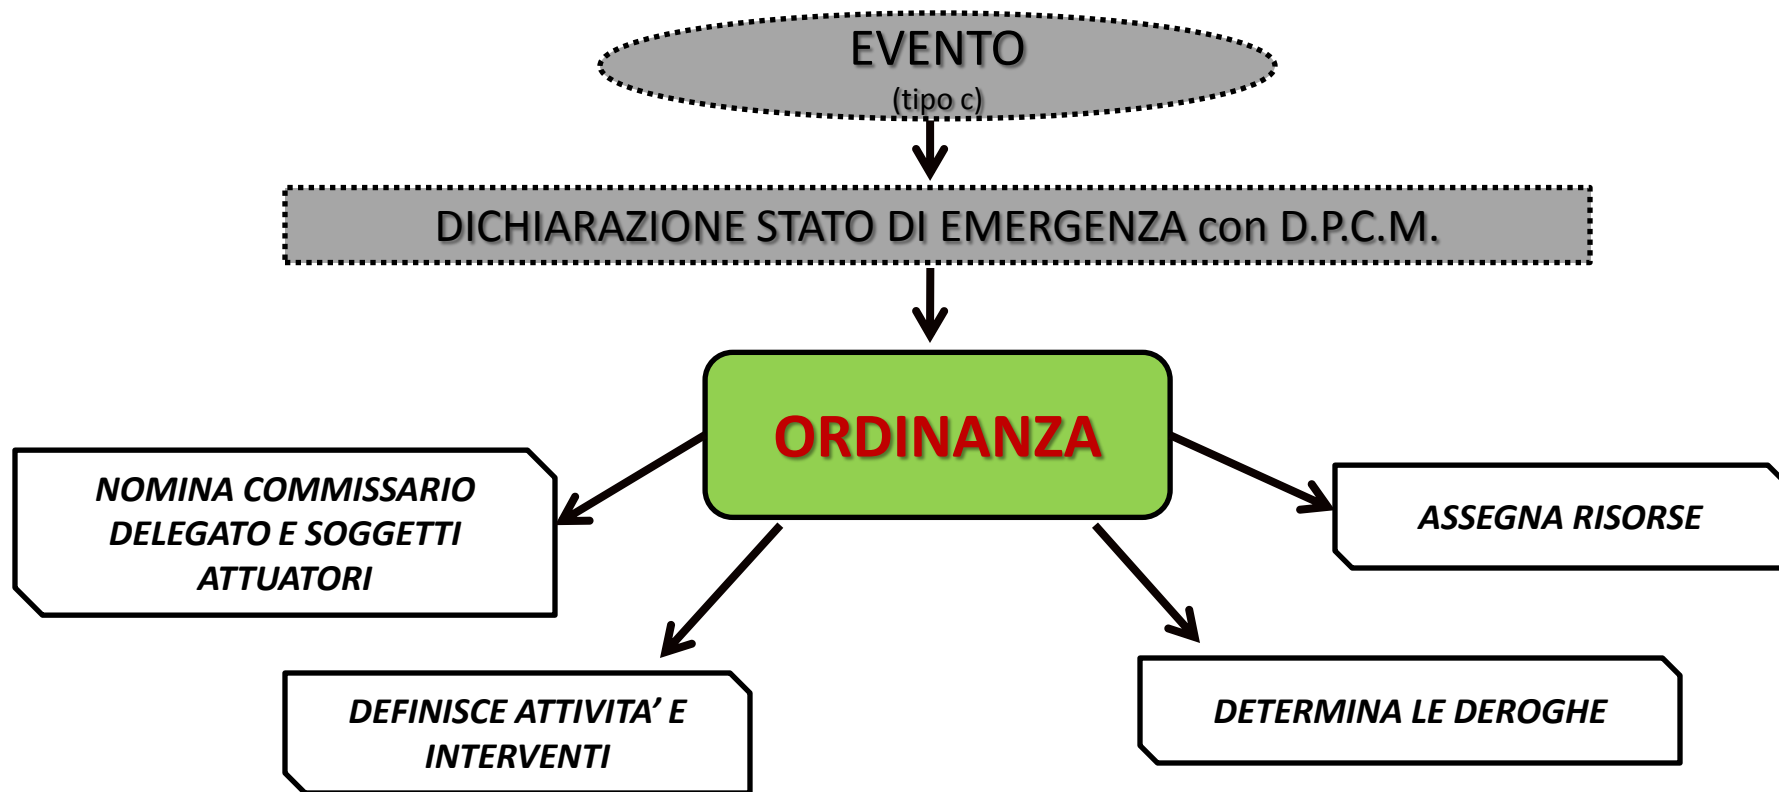 EVENTO
(tipo c)
DICHIARAZIONE STATO DI EMERGENZA con D.P.C.M.
ORDINANZA
NOMINA COMMISSARIO
DELEGATO E SOGGETTI
ATTUATORI
ASSEGNA RISORSE
DEFINISCE ATTIVITA’ E
INTERVENTI
DETERMINA LE DEROGHE